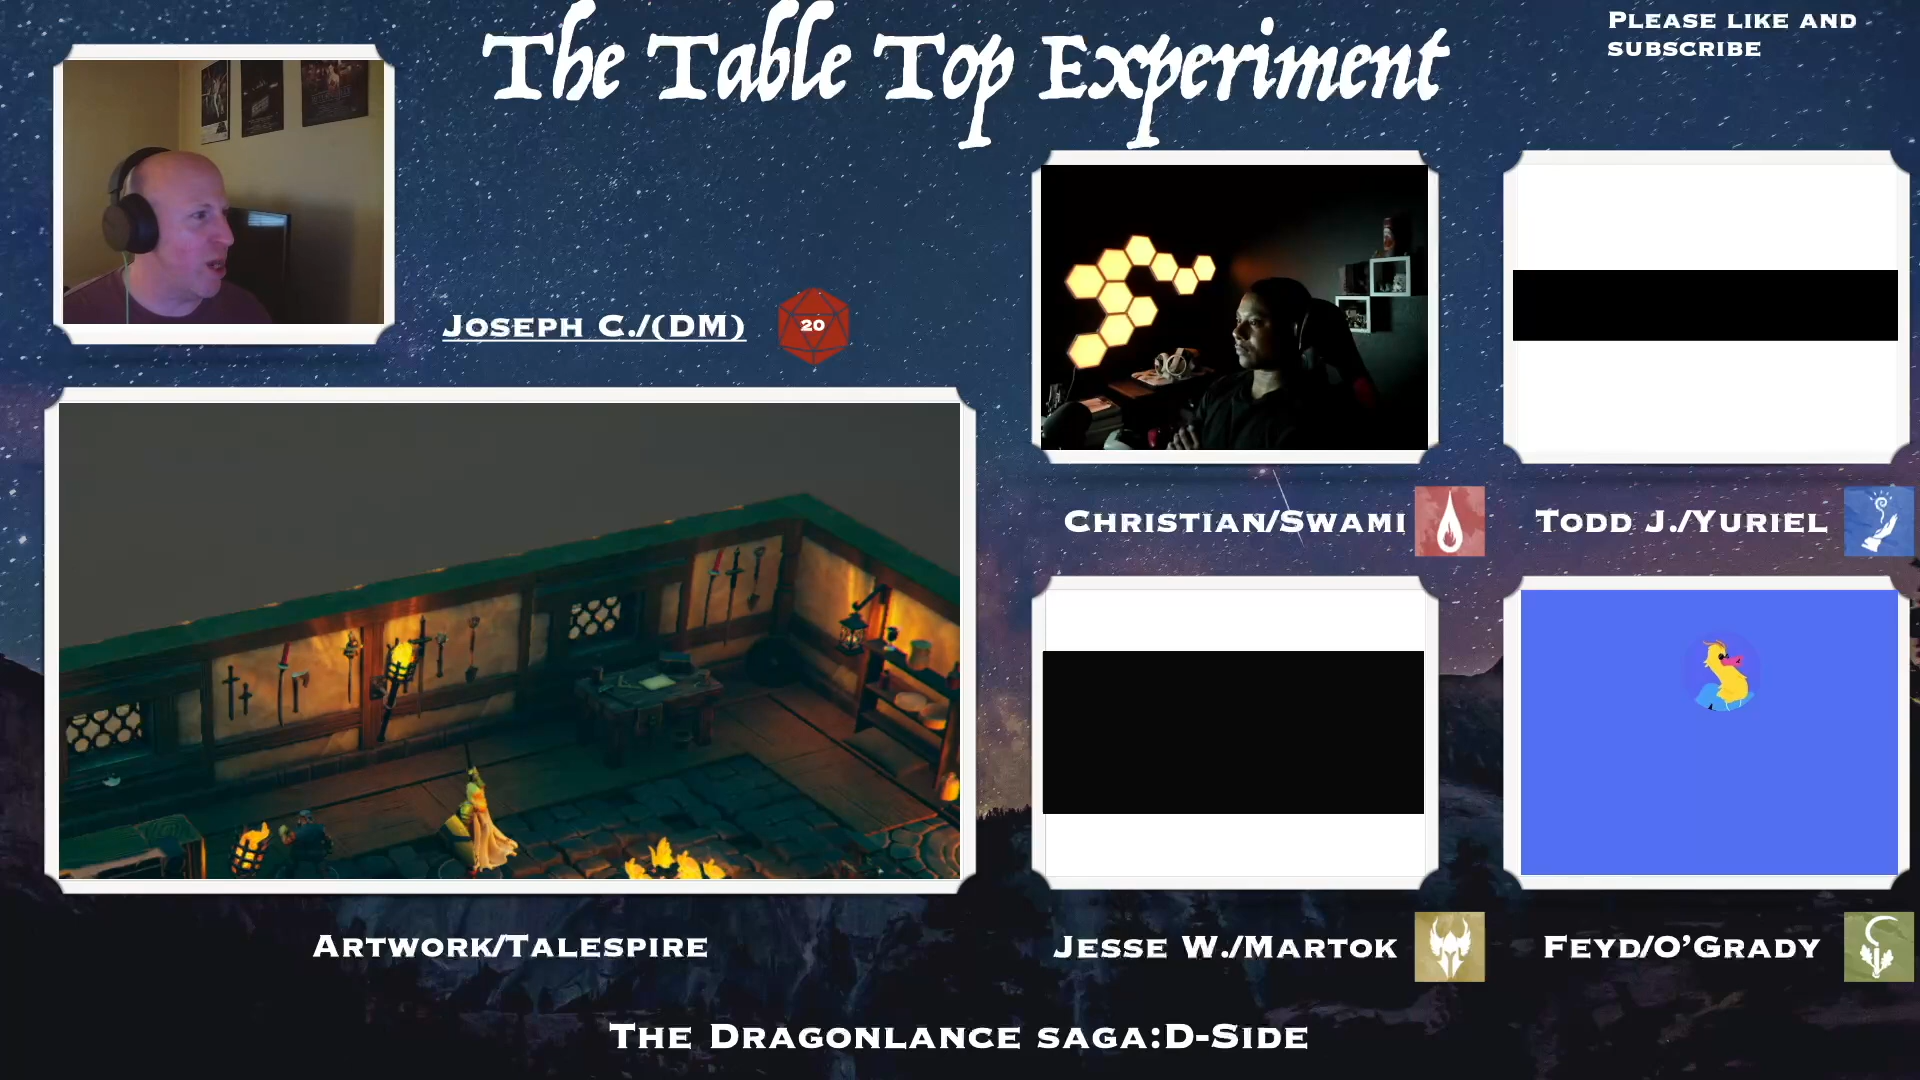 The Table Top Experiment
Please like and
subscribe
Joseph C./(DM)
20
Christian/Swami
Todd J./Yuriel
Artwork/Talespire
Jesse W./Martok
Feyd/O’Grady
The Dragonlance saga:D-Side